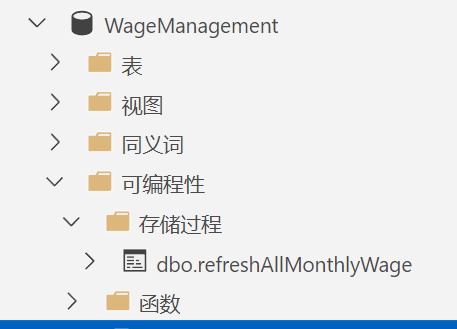 WageManagement
表
视图
同义词
可编程性
存储过程
dbo.refreshAllMonthlyWage
函数